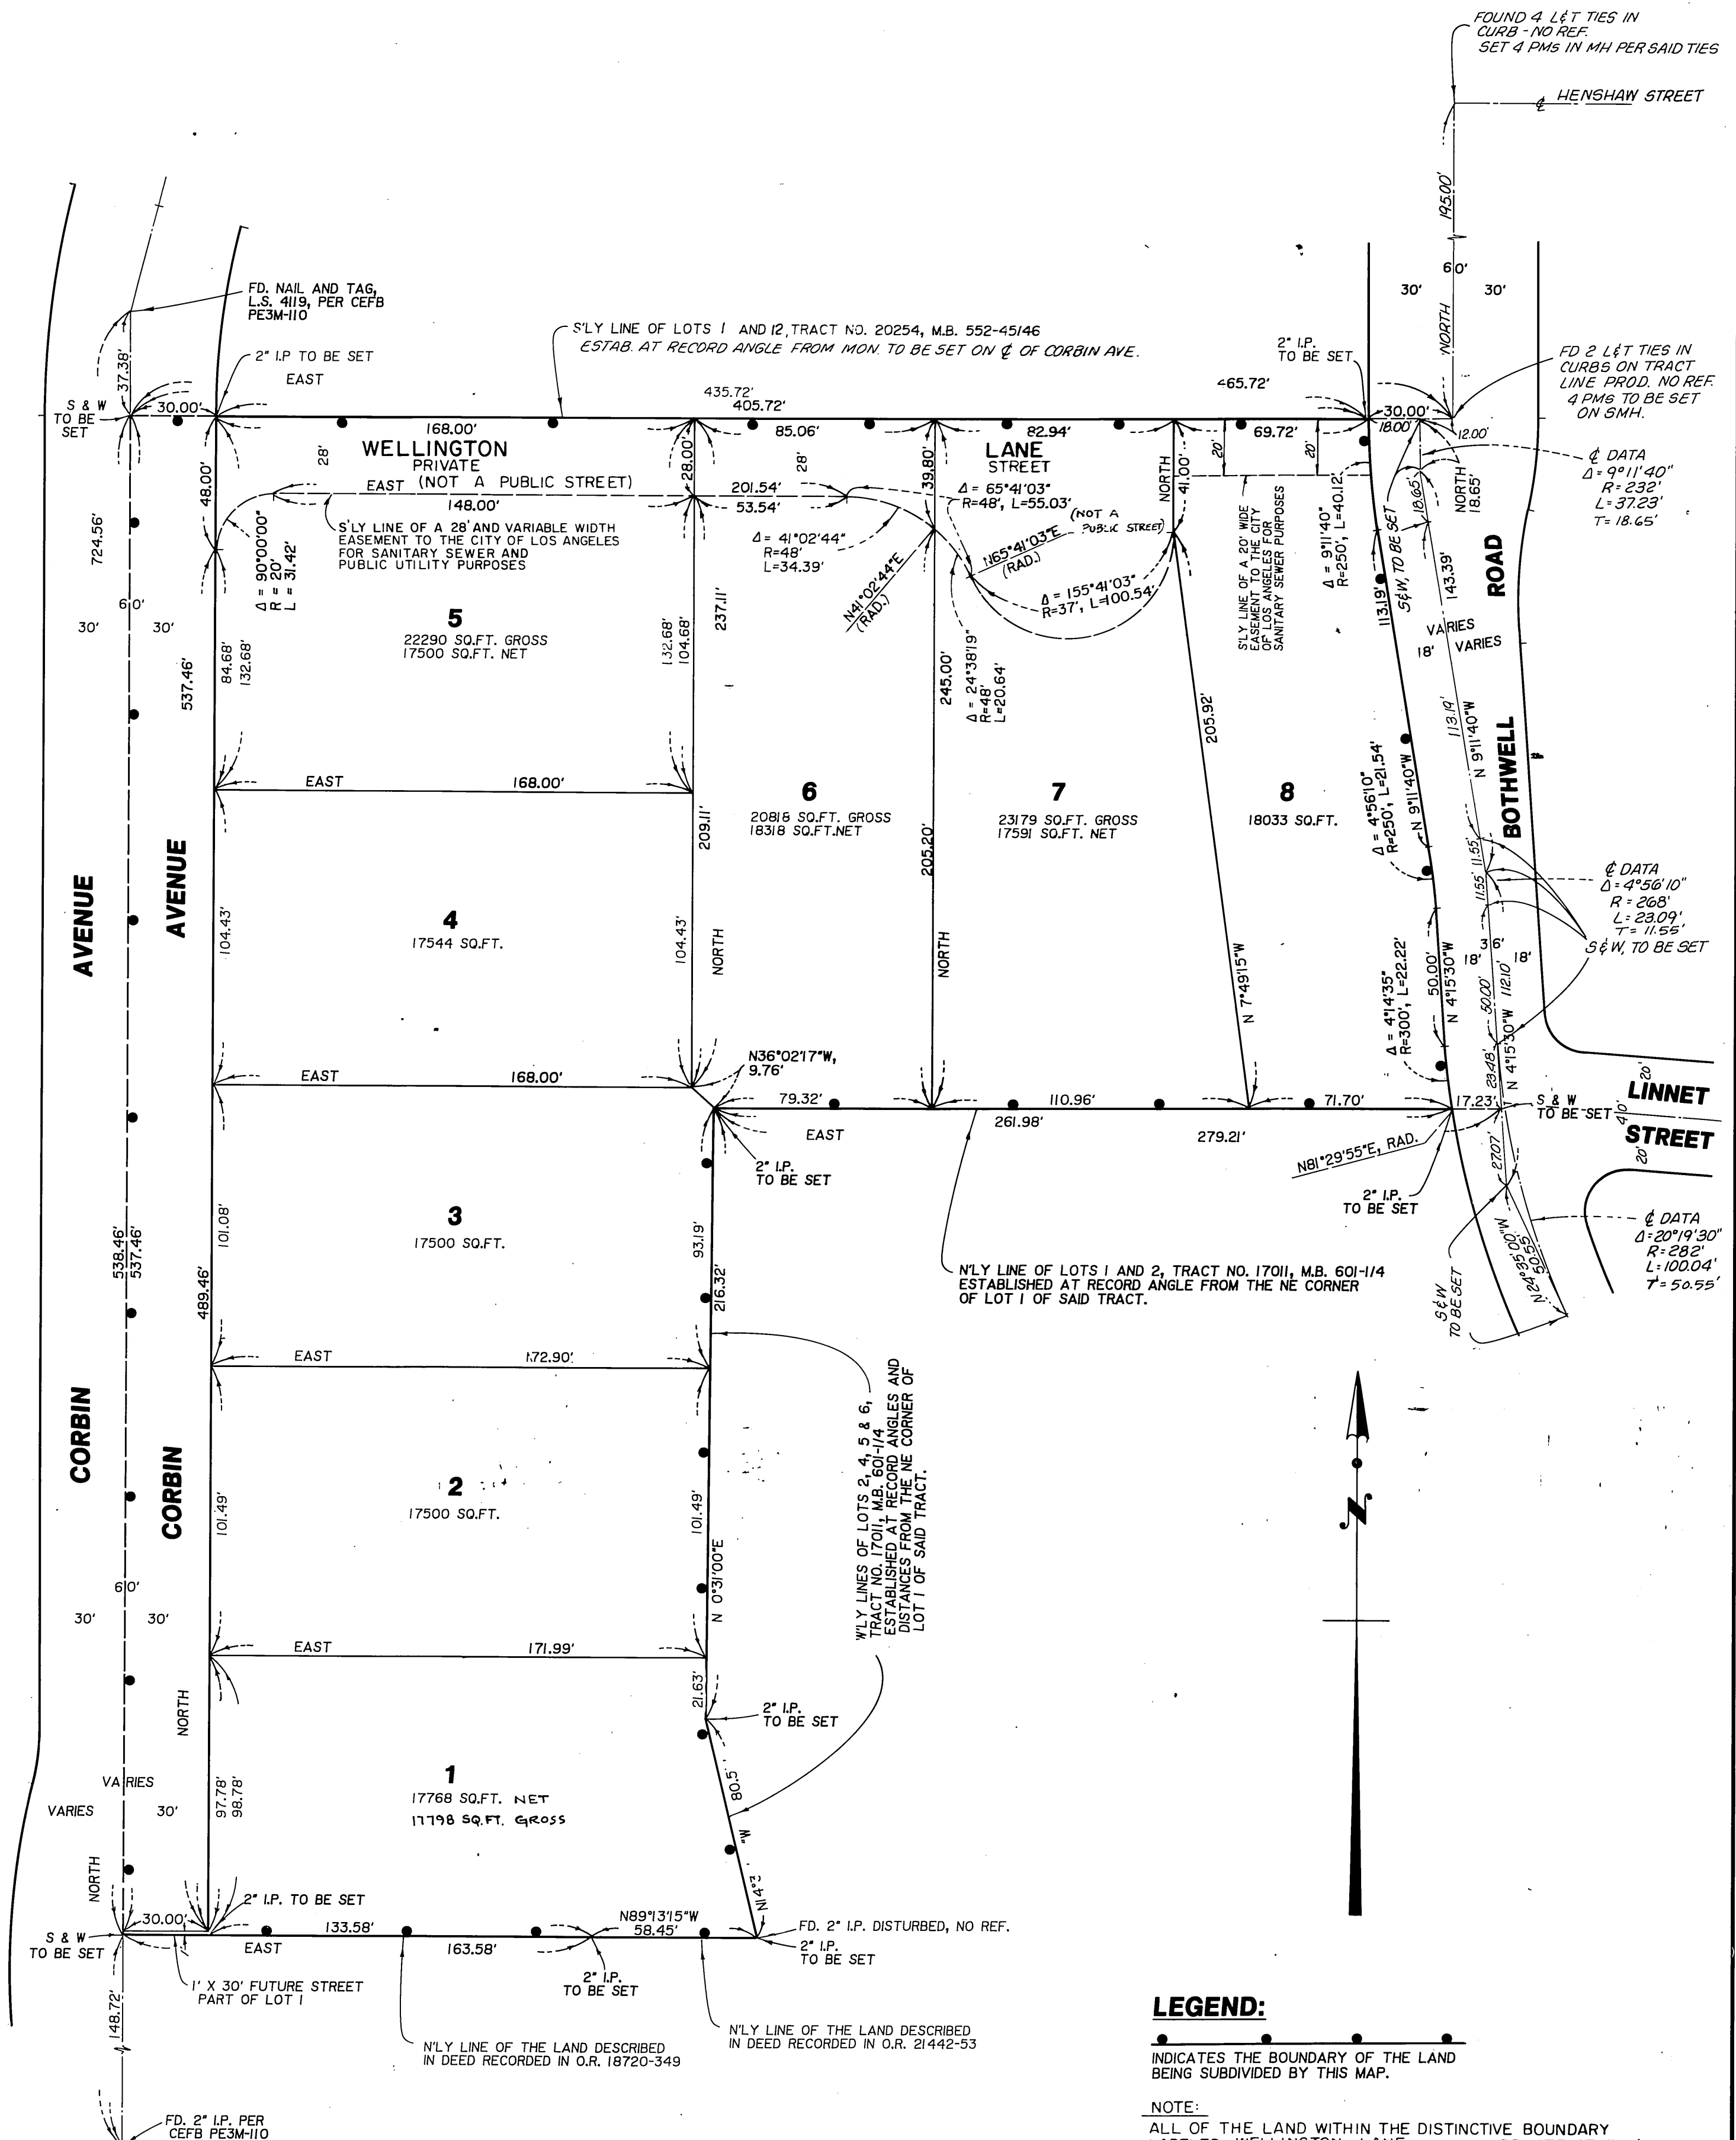 FOUND 4 L&T TIES IN
CURB - NO REF.
SET 4 PMS IN MH PER SAID TIES
℄ HENSHAW STREET
195.00'
NORTH
60'
30'
30'
FD. NAIL AND TAG,
L.S. 4119, PER CEFB
PE3M-110
37.38'
2" I.P. TO BE SET
EAST
S & W
TO BE
SET
30.00'
S'LY LINE OF LOTS 1 AND 12, TRACT NO. 20254, M.B. 552-45/46
ESTAB. AT RECORD ANGLE FROM MON. TO BE SET ON ℄ OF CORBIN AVE.
435.72'
405.72'
465.72'
2" I.P.
TO BE SET
FD 2 L&T TIES IN
CURBS ON TRACT
LINE PROD. NO REF.
4 PMS TO BE SET
ON SMH.
30.00'
18.00'
12.00'
168.00'
85.06'
82.94'
69.72'
WELLINGTON
LANE
PRIVATE
STREET
(NOT A PUBLIC STREET)
28'
28.00'
28'
39.80'
NORTH
41.00'
20'
20'
48.00'
EAST
148.00'
201.54'
53.54'
Δ = 65°41'03"
R=48', L=55.03'
(NOT A
PUBLIC STREET)
S'LY LINE OF A 28' AND VARIABLE WIDTH
EASEMENT TO THE CITY OF LOS ANGELES
FOR SANITARY SEWER AND
PUBLIC UTILITY PURPOSES
Δ = 90°00'00"
R = 20'
L = 31.42'
Δ = 41°02'44"
R=48'
L=34.39'
N41°02'44"E
(RAD.)
N65°41'03"E
(RAD.)
Δ = 155°41'03"
R=37', L=100.54'
Δ = 24°38'19"
R=48'
L=20.64'
S'LY LINE OF A 20' WIDE
EASEMENT TO THE CITY
OF LOS ANGELES FOR
SANITARY SEWER PURPOSES
Δ = 9°11'40"
R=250', L=40.12'
S&W, TO BE SET
18.65'
NORTH
18.65'
℄ DATA
Δ = 9°11'40"
R = 232'
L = 37.23'
T = 18.65'
143.39'
113.19'
VARIES
18'
VARIES
ROAD
BOTHWELL
724.56'
60'
30'
30'
537.46'
84.68'
132.68'
5
22290 SQ.FT. GROSS
17500 SQ.FT. NET
132.68'
104.68'
237.11'
245.00'
205.92'
EAST
168.00'
209.11'
6
20818 SQ.FT. GROSS
18318 SQ.FT. NET
205.20'
7
23179 SQ.FT. GROSS
17591 SQ.FT. NET
8
18033 SQ.FT.
N 9°11'40"W
113.19'
N 9°11'40"W
Δ = 4°56'10"
R=250', L=21.54'
11.55'
11.55'
℄ DATA
Δ = 4°56'10"
R = 268'
L = 23.09'
T = 11.55'
S&W, TO BE SET
AVENUE
AVENUE
104.43'
4
17544 SQ.FT.
104.43'
NORTH
NORTH
N 7°49'15"W
36'
18'
18'
50.00'
N 4°15'30"W
50.00'
112.10'
N 4°15'30"W
23.48'
Δ = 4°14'35"
R=300', L=22.22'
EAST
168.00'
N36°02'17"W,
9.76'
79.32'
110.96'
71.70'
17.23'
EAST
261.98'
279.21'
S & W
TO BE SET
20'
40'
20'
LINNET
STREET
2" I.P.
TO BE SET
N81°29'55"E, RAD.
2" I.P.
TO BE SET
27.07'
N 24°35'00"W
50.55'
S&W
TO BE SET
℄ DATA
Δ=20°19'30"
R=282'
L=100.04'
T=50.55'
538.46'
537.46'
489.46'
101.08'
3
17500 SQ.FT.
93.19'
216.32'
N'LY LINE OF LOTS 1 AND 2, TRACT NO. 17011, M.B. 601-1/4
ESTABLISHED AT RECORD ANGLE FROM THE NE CORNER
OF LOT 1 OF SAID TRACT.
EAST
172.90'
W'LY LINES OF LOTS 2, 4, 5 & 6,
TRACT NO. 17011, M.B. 601-1/4
ESTABLISHED AT RECORD ANGLES AND
DISTANCES FROM THE NE CORNER OF
LOT 1 OF SAID TRACT.
N
CORBIN
CORBIN
101.49'
2
17500 SQ.FT.
101.49'
N 0°31'00"E
60'
30'
30'
EAST
171.99'
21.63'
2" I.P.
TO BE SET
NORTH
VARIES
VARIES
30'
97.78'
98.78'
1
17768 SQ.FT. NET
17798 SQ.FT. GROSS
80.5
NORTH
2" I.P. TO BE SET
30.00'
133.58'
N89°13'15"W
58.45'
FD. 2" I.P. DISTURBED, NO REF.
2" I.P.
TO BE SET
S & W
TO BE SET
1'
EAST
163.58'
2" I.P.
TO BE SET
1' X 30' FUTURE STREET
PART OF LOT 1
148.72'
N'LY LINE OF THE LAND DESCRIBED
IN DEED RECORDED IN O.R. 18720-349
N'LY LINE OF THE LAND DESCRIBED
IN DEED RECORDED IN O.R. 21442-53
FD. 2" I.P. PER
CEFB PE3M-110
LEGEND:
INDICATES THE BOUNDARY OF THE LAND
BEING SUBDIVIDED BY THIS MAP.
NOTE:
ALL OF THE LAND WITHIN THE DISTINCTIVE BOUNDARY